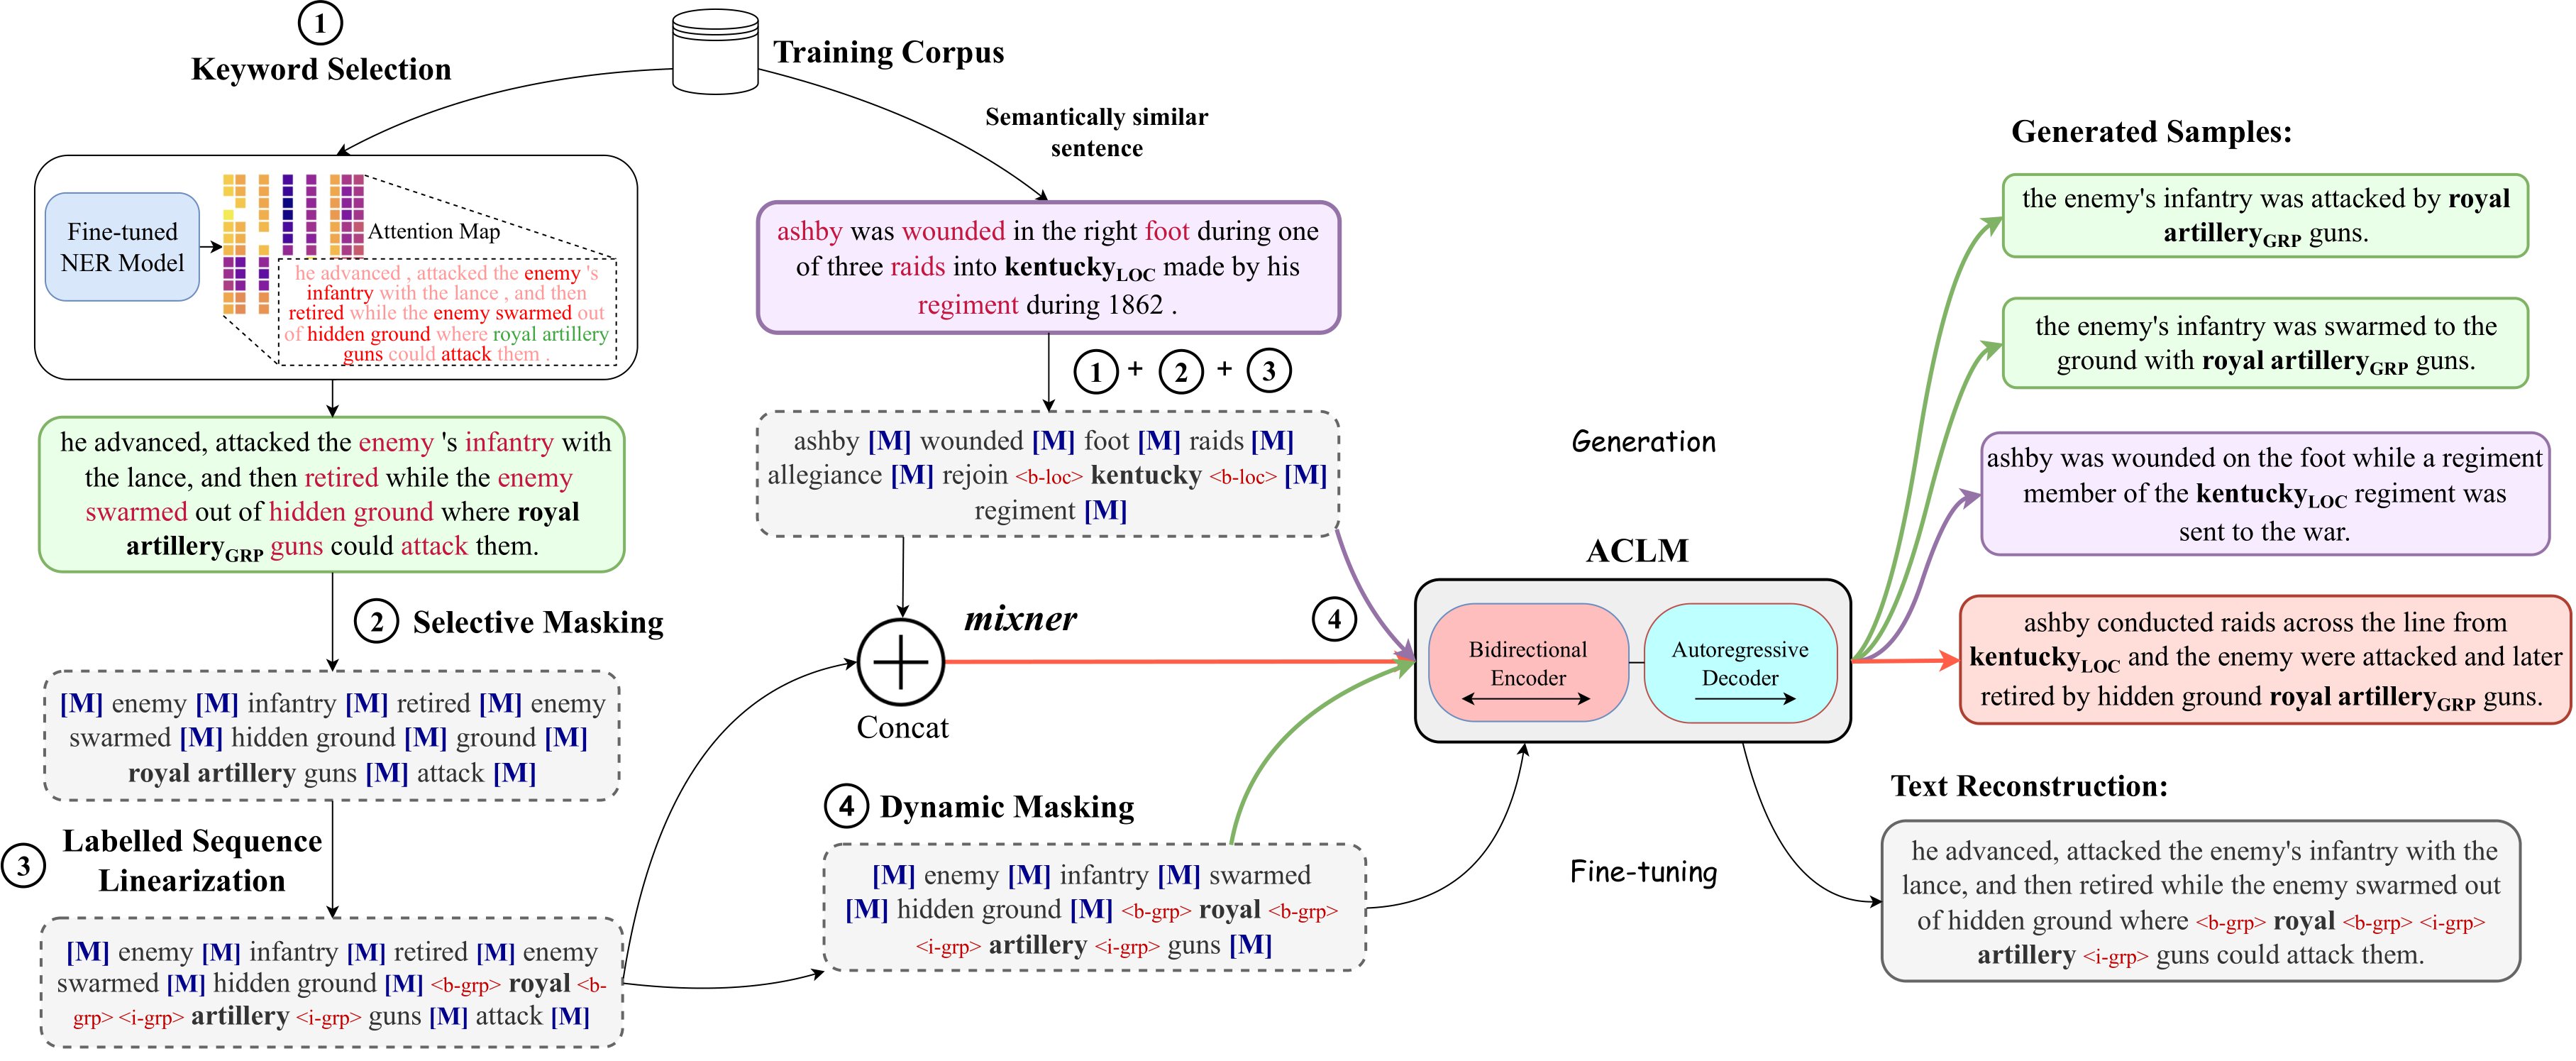 1
Keyword Selection
Training Corpus
Semantically similar
sentence
Fine-tuned
NER Model
Attention Map
he advanced , attacked the enemy 's
infantry with the lance , and then
retired while the enemy swarmed out
of hidden ground where royal artillery
guns could attack them .
he advanced, attacked the enemy 's infantry with
the lance, and then retired while the enemy
swarmed out of hidden ground where royal
artillery GRP guns could attack them.
2 Selective Masking
[M] enemy [M] infantry [M] retired [M] enemy
swarmed [M] hidden ground [M] ground [M]
royal artillery guns [M] attack [M]
3
Labelled Sequence
Linearization
[M] enemy [M] infantry [M] retired [M] enemy
swarmed [M] hidden ground [M] <b-grp> royal <b-
grp> <i-grp> artillery <i-grp> guns [M] attack [M]
ashby was wounded in the right foot during one
of three raids into kentucky LOC made by his
regiment during 1862 .
1 + 2 + 3
ashby [M] wounded [M] foot [M] raids [M]
allegiance [M] rejoin <b-loc> kentucky <b-loc> [M]
regiment [M]
mixner
Concat
4
4 Dynamic Masking
[M] enemy [M] infantry [M] swarmed
[M] hidden ground [M] <b-grp> royal <b-grp>
<i-grp> artillery <i-grp> guns [M]
Generation
ACLM
Bidirectional
Encoder
Autoregressive
Decoder
Fine-tuning
Generated Samples:
the enemy's infantry was attacked by royal
artillery GRP guns.
the enemy's infantry was swarmed to the
ground with royal artillery GRP guns.
ashby was wounded on the foot while a regiment
member of the kentucky LOC regiment was
sent to the war.
ashby conducted raids across the line from
kentucky LOC and the enemy were attacked and later
retired by hidden ground royal artillery GRP guns.
Text Reconstruction:
he advanced, attacked the enemy's infantry with the
lance, and then retired while the enemy swarmed out
of hidden ground where <b-grp> royal <b-grp> <i-grp>
artillery <i-grp> guns could attack them.